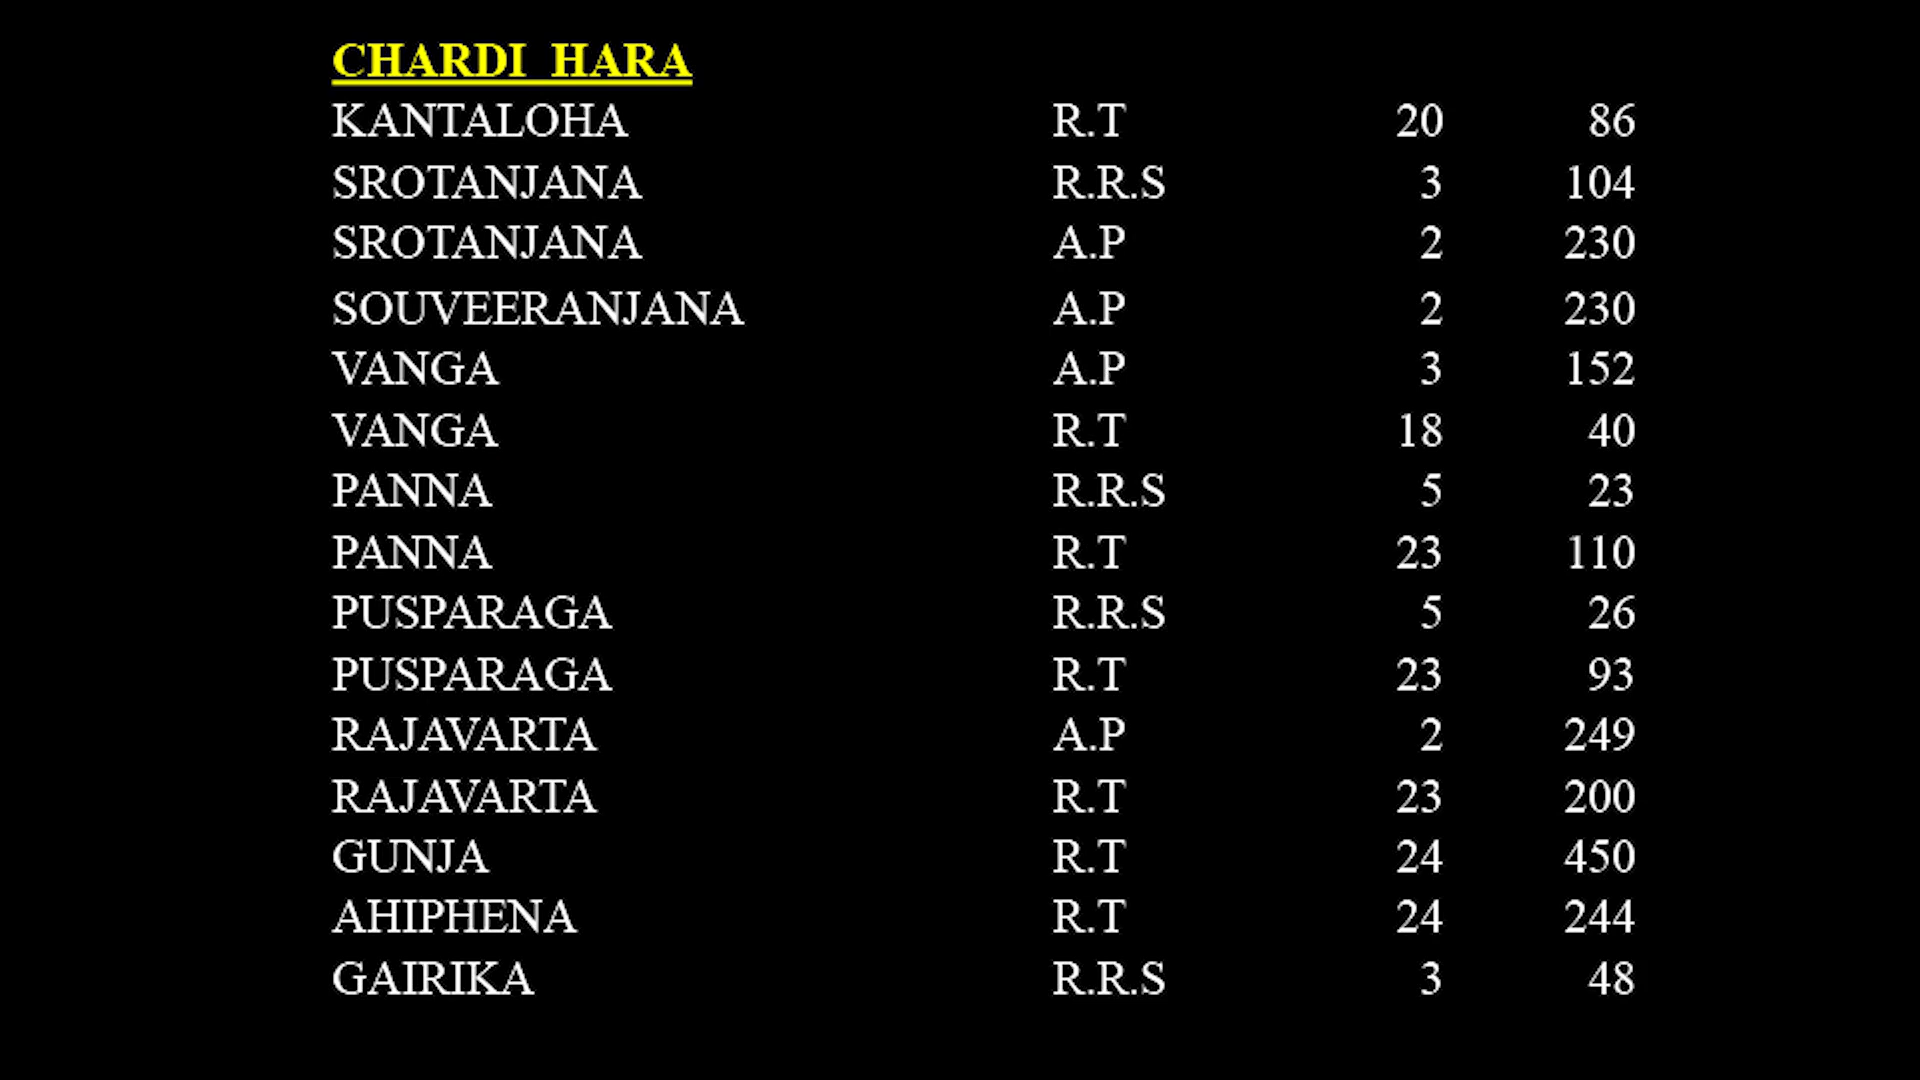 CHARDI HARA
KANTALOHA R.T 20 86
SROTANJANA R.R.S 3 104
SROTANJANA A.P 2 230
SOUVEERANJANA A.P 2 230
VANGA A.P 3 152
VANGA R.T 18 40
PANNA R.R.S 5 23
PANNA R.T 23 110
PUSPARAGA R.R.S 5 26
PUSPARAGA R.T 23 93
RAJAVARTA A.P 2 249
RAJAVARTA R.T 23 200
GUNJA R.T 24 450
AHIPHENA R.T 24 244
GAIRIKA R.R.S 3 48